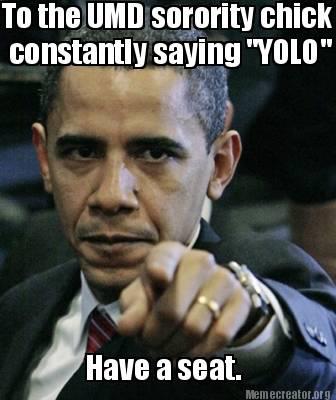 To the UMD sorority chick
constantly saying "YOLO"
Have a seat.
Memecreator.org